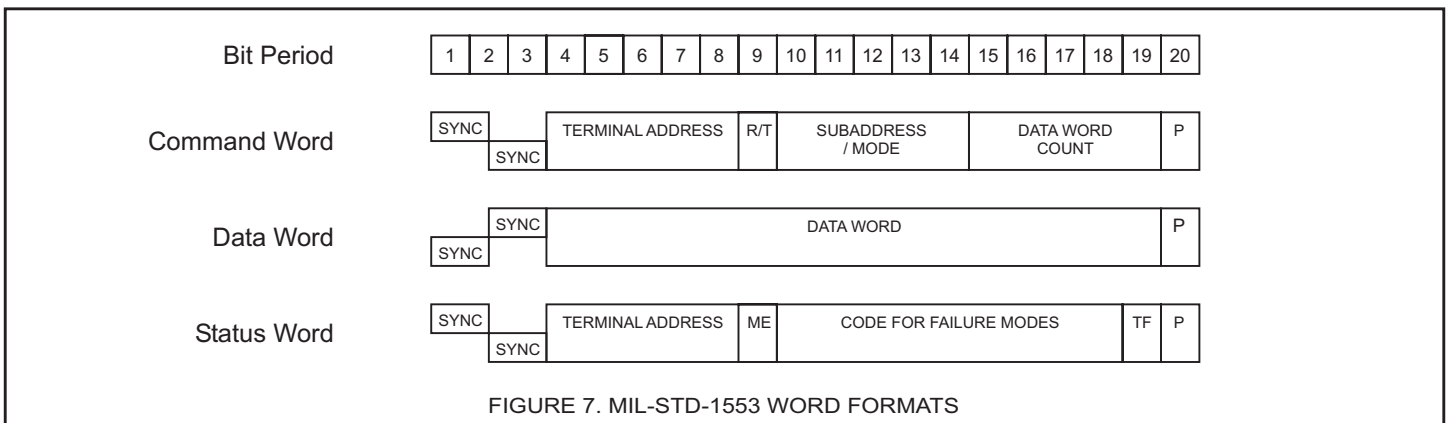 Bit Period 1 2 3 4 5 6 7 8 9 10 11 12 13 14 15 16 17 18 19 20
Command Word
SYNC
SYNC
TERMINAL ADDRESS
R/T
SUBADDRESS
/ MODE
DATA WORD
COUNT
P
Data Word
SYNC
SYNC
DATA WORD
P
Status Word
SYNC
SYNC
TERMINAL ADDRESS
ME
CODE FOR FAILURE MODES
TF
P
FIGURE 7. MIL-STD-1553 WORD FORMATS